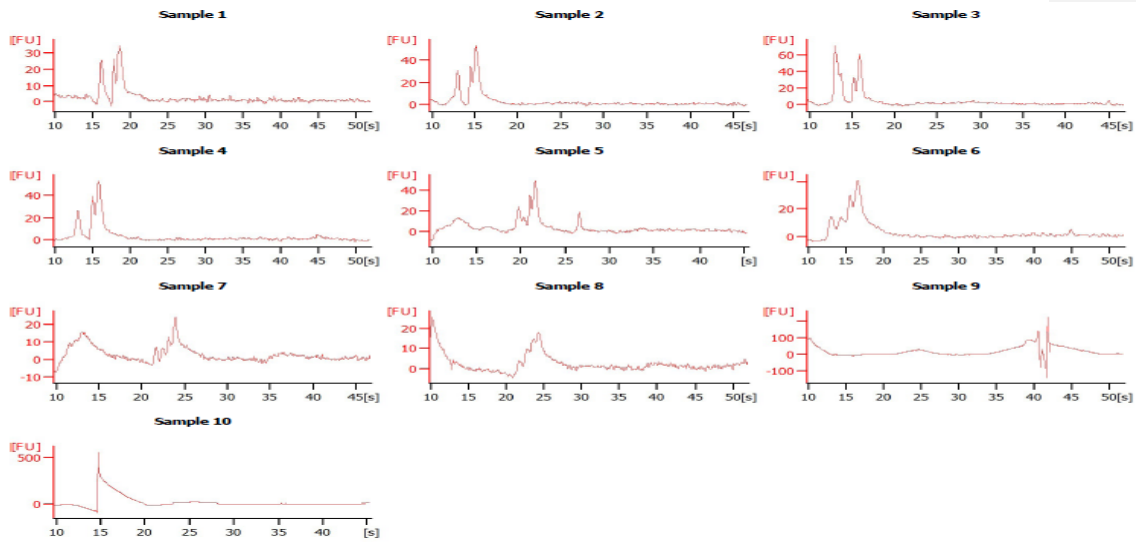 Sample 1
Sample 2
Sample 3
[FU]
30
20
10
0
10 15 20 25 30 35 40 45 50[s]
[FU]
40
20
0
10 15 20 25 30 35 40 45[s]
[FU]
60
40
20
0
10 15 20 25 30 35 40 45[s]
Sample 4
Sample 5
Sample 6
[FU]
40
20
0
10 15 20 25 30 35 40 45 50[s]
[FU]
40
20
0
10 15 20 25 30 35 40 45[s]
[FU]
20
0
10 15 20 25 30 35 40 45 50[s]
Sample 7
Sample 8
Sample 9
[FU]
20
10
0
-10
10 15 20 25 30 35 40 45[s]
[FU]
20
10
0
10 15 20 25 30 35 40 45 50[s]
[FU]
100
0
-100
10 15 20 25 30 35 40 45 50[s]
Sample 10
[FU]
500
0
10 15 20 25 30 35 40 45[s]